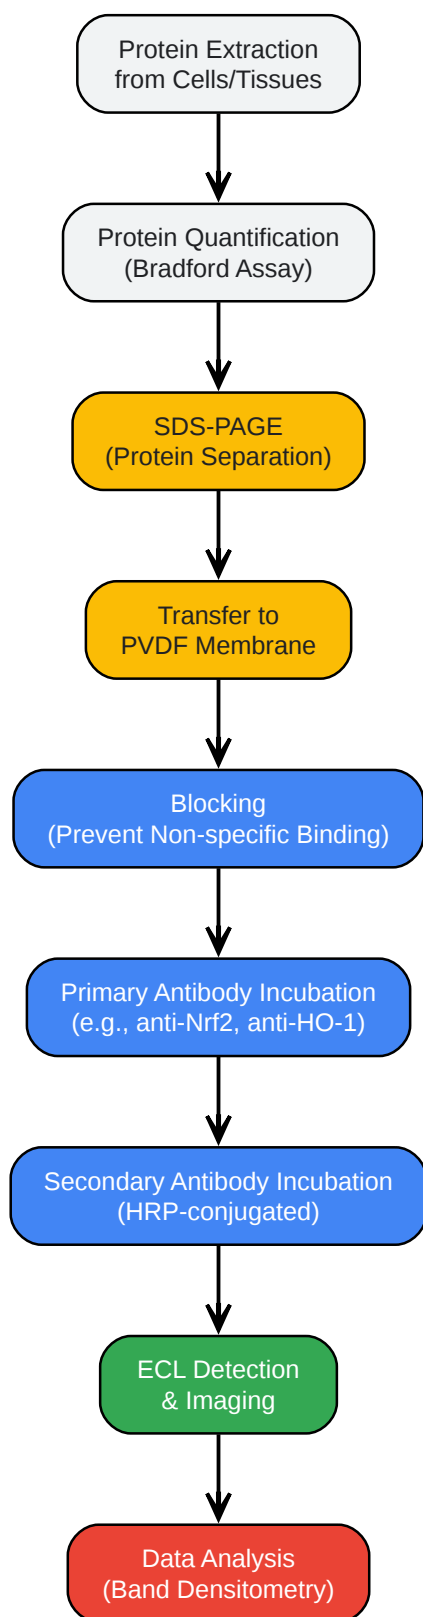 Protein Extraction
from Cells/Tissues
Protein Quantification
(Bradford Assay)
SDS-PAGE
(Protein Separation)
Transfer to
PVDF Membrane
Blocking
(Prevent Non-specific Binding)
Primary Antibody Incubation
(e.g., anti-Nrf2, anti-HO-1)
Secondary Antibody Incubation
(HRP-conjugated)
ECL Detection
& Imaging
Data Analysis
(Band Densitometry)